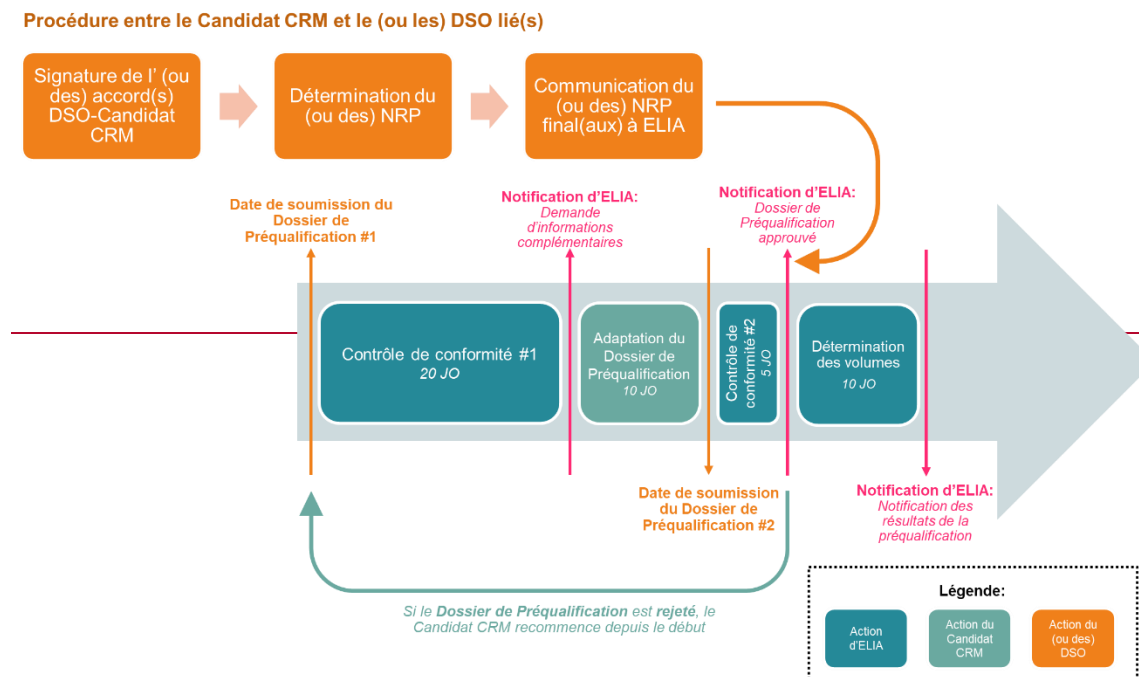 Procédure entre le Candidat CRM et le (ou les) DSO lié(s)
Signature de l' (ou
des) accord(s)
DSO-Candidat
CRM
Détermination du
(ou des) NRP
Communication du
(ou des) NRP
final(aux) à ELIA
Date de soumission du
Dossier de
Préqualification #1
Notification d'ELIA:
Demande
d'informations
complémentaires
Notification d'ELIA:
Dossier de
Préqualification
approuvé
Contrôle de conformité #1
20 JO
Adaptation du
Dossier de
Préqualification
10 JO
Contrôle de
conformité #2
5 JO
Détermination
des volumes
10 JO
Date de soumission
du Dossier de
Préqualification #2
Notification d'ELIA:
Notification des
résultats de la
préqualification
Si le Dossier de Préqualification est rejeté, le
Candidat CRM recommence depuis le début
Légende:
Action
d'ELIA
Action du
Candidat
CRM
Action du
(ou des)
DSO